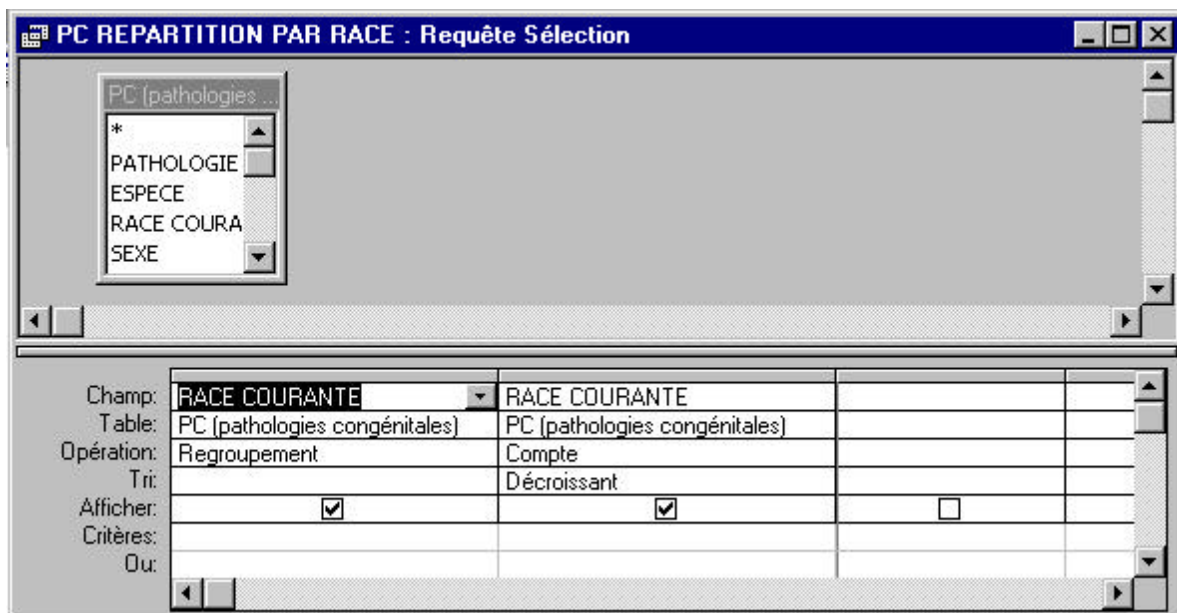 PC REPARTITION PAR RACE : Requête Sélection
PC (pathologies ...
*
PATHOLOGIE
ESPECE
RACE COURA
SEXE
Champ: RACE COURANTE RACE COURANTE
Table: PC (pathologies congénitales) PC (pathologies congénitales)
Opération: Regroupement Compte
Tri: Décroissant
Afficher:
Critères:
Ou: